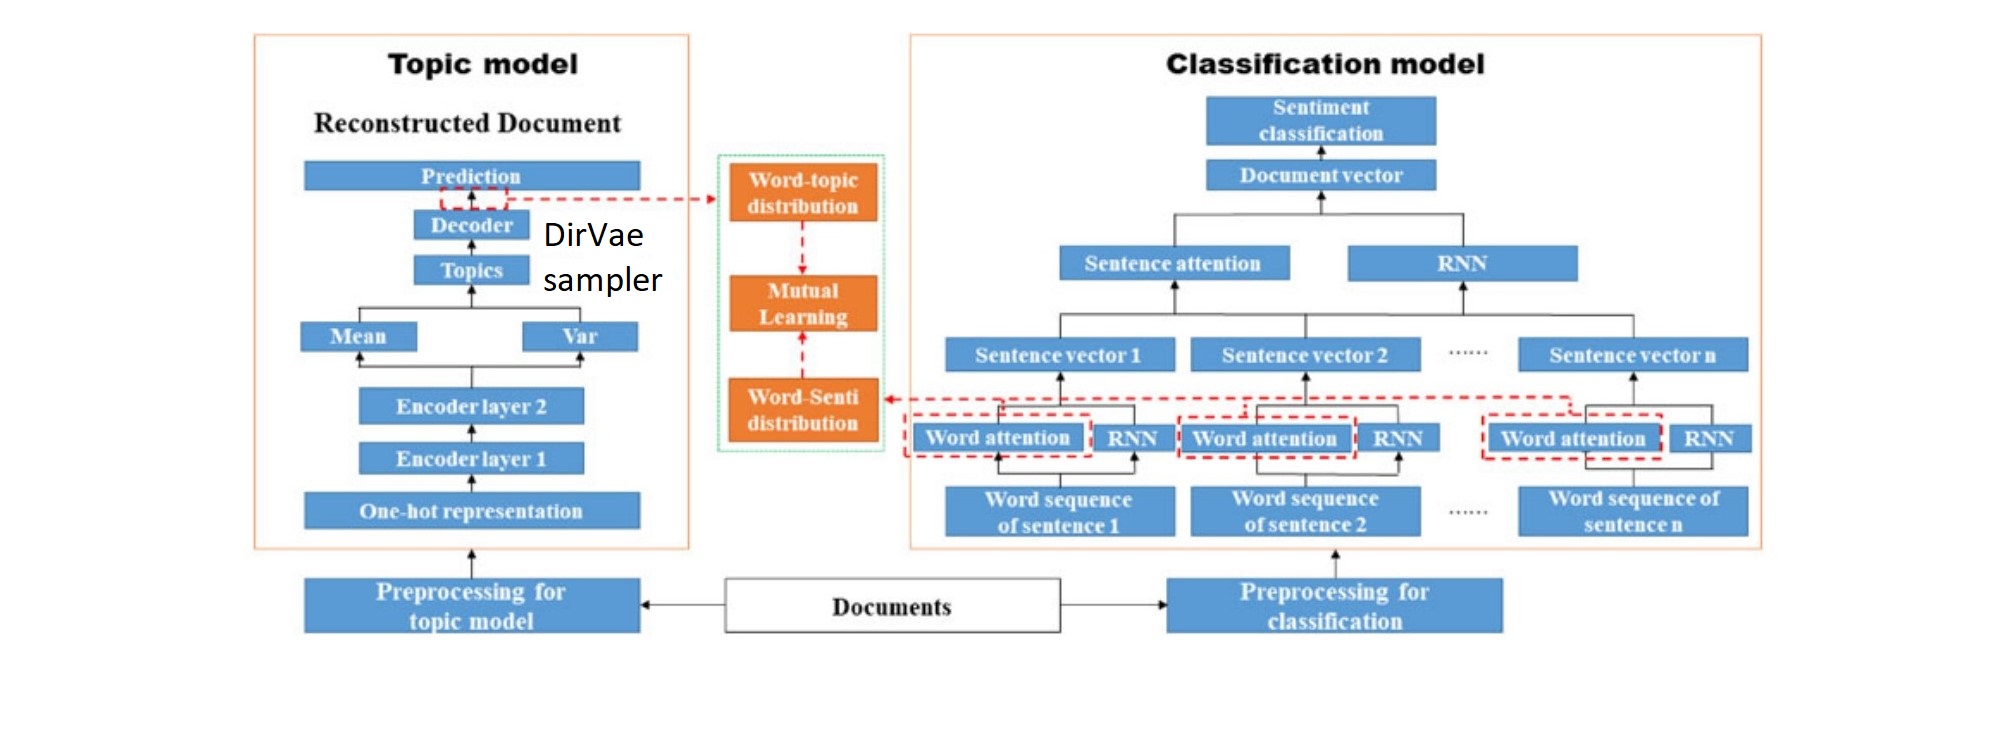 Topic model
Reconstructed Document
Prediction
Decoder
DirVae
sampler
Topics
Mean
Var
Encoder layer 2
Encoder layer 1
One-hot representation
Preprocessing for
topic model
Word-topic
distribution
Mutual
Learning
Word-Senti
distribution
Documents
Classification model
Sentiment
classification
Document vector
Sentence attention
RNN
Sentence vector 1
Sentence vector 2
......
Sentence vector n
Word attention
RNN
Word attention
RNN
Word attention
RNN
Word sequence
of sentence 1
Word sequence
of sentence 2
......
Word sequence of
sentence n
Preprocessing for
classification